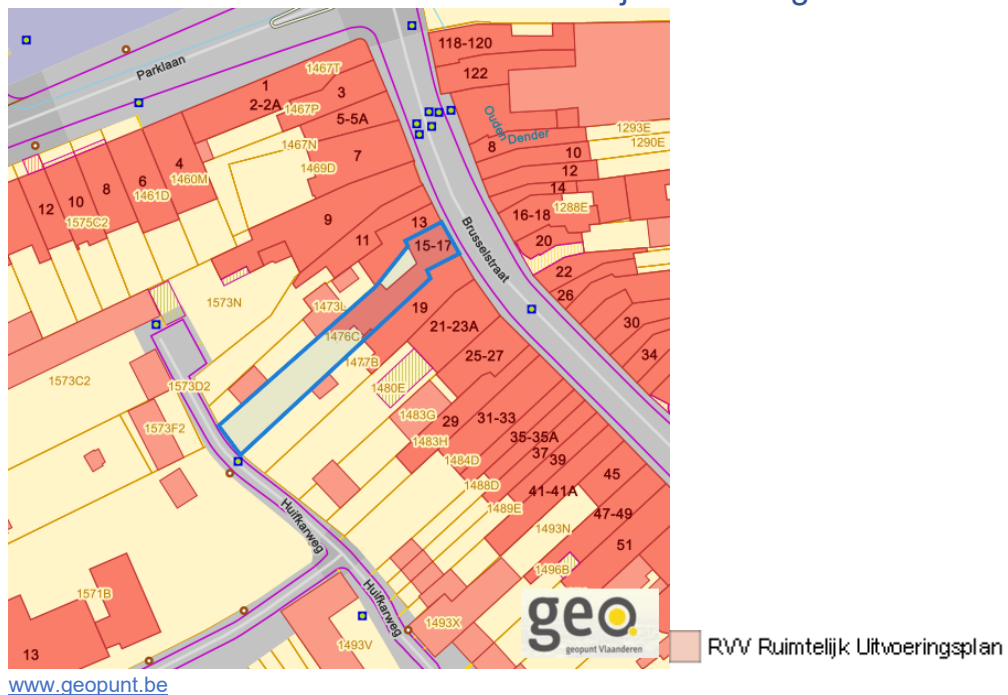 118-120
Parklaan
1467T
1
122
2-2A
1467P
3
5-5A
Ouden Dender
1293E
1467N
8
1290E
7
10
4
1469D
12
6
1460M
14
8
1461D
16-18
1288E
10
12
1575C2
9
13
20
11
15-17
Brusselstraat
22
26
1573N
19
30
21-23A
1476C
34
25-27
1477B
1573C2
1573D2
1480E
1483G
29
31-33
1573F2
1483H
35-35A
37
39
1484D
45
1488D
41-41A
1489E
Huifkarweg
1493N
47-49
51
1496B
1571B
Huifkarweg
1493X
13
1493V
geo.
geopunt Vlaanderen
RVV Ruimtelijk Uitvoeringsplan
www.geopunt.be